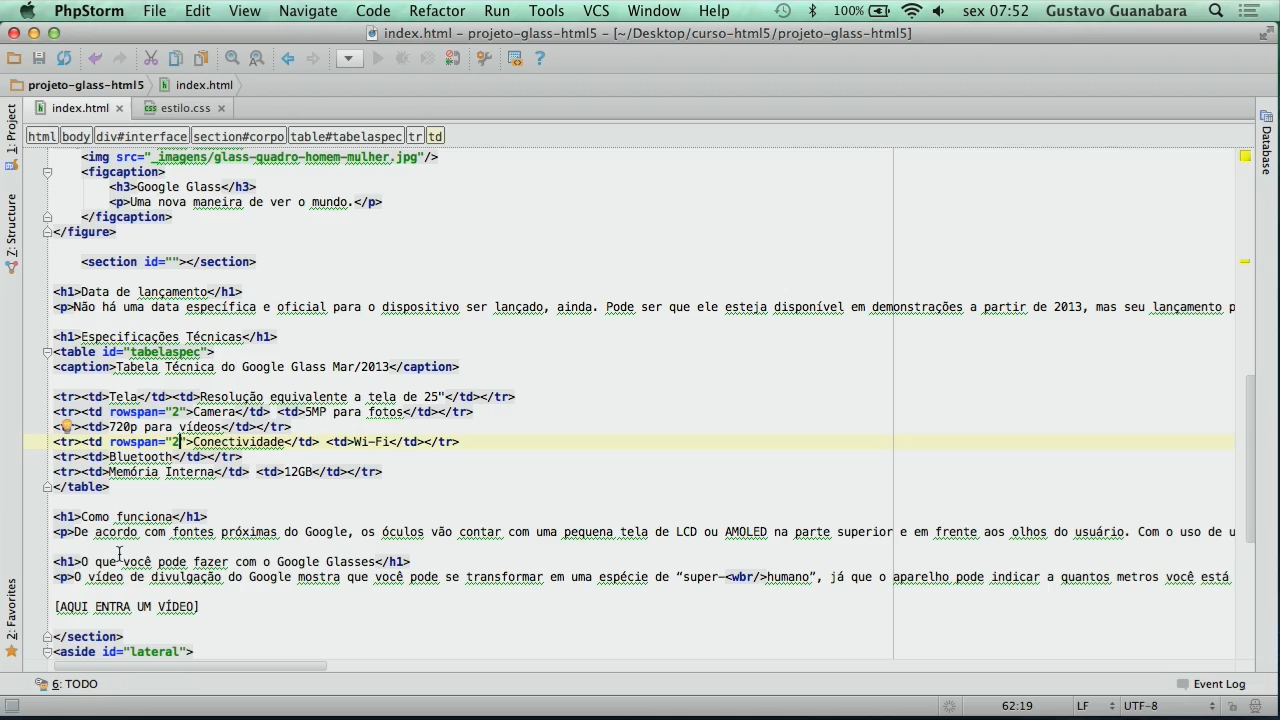 PhpStorm File Edit View Navigate Code Refactor Run Tools VCS Window Help 100% sex 07:52 Gustavo Guanabara
index.html - projeto-glass-html5 - [~/Desktop/curso-html5/projeto-glass-html5]
projeto-glass-html5 index.html
index.html estilo.css
html body div#interface section#corpo table#tabelaspec tr td
1: Project
Z: Structure
2: Favorites
Database
<img src="_imagens/glass-quadro-homem-mulher.jpg"/>
<figcaption>
<h3>Google Glass</h3>
<p>Uma nova maneira de ver o mundo.</p>
</figcaption>
</figure>
<section id=""></section>
<h1>Data de lançamento</h1>
<p>Não há uma data específica e oficial para o dispositivo ser lançado, ainda. Pode ser que ele esteja disponível em demonstrações a partir de 2013, mas seu lançamento p
<h1>Especificações Técnicas</h1>
<table id="tabelaspec">
<caption>Tabela Técnica do Google Glass Mar/2013</caption>
<tr><td>Tela</td><td>Resolução equivalente a tela de 25"</td></tr>
<tr><td rowspan="2">Camera</td> <td>5MP para fotos</td></tr>
<td>720p para vídeos</td></tr>
<tr><td rowspan="2">Conectividade</td> <td>Wi-Fi</td></tr>
<tr><td>Bluetooth</td></tr>
<tr><td>Memória Interna</td> <td>12GB</td></tr>
</table>
<h1>Como funciona</h1>
<p>De acordo com fontes próximas do Google, os óculos vão contar com uma pequena tela de LCD ou AMOLED na parte superior e em frente aos olhos do usuário. Com o uso de u
<h1>O que você pode fazer com o Google Glasses</h1>
<p>O vídeo de divulgação do Google mostra que você pode se transformar em uma espécie de “super-<wbr/>humano”, já que o aparelho pode indicar a quantos metros você está
[AQUI ENTRA UM VÍDEO]
</section>
<aside id="lateral">
6: TODO Event Log
62:19 LF UTF-8